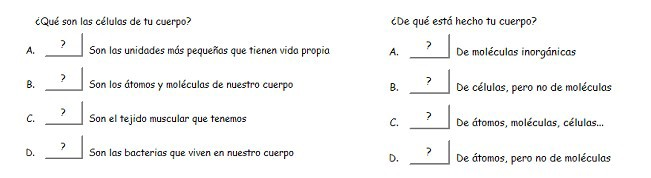 ¿Qué son las células de tu cuerpo?
A. ? Son las unidades más pequeñas que tienen vida propia
B. ? Son los átomos y moléculas de nuestro cuerpo
C. ? Son el tejido muscular que tenemos
D. ? Son las bacterias que viven en nuestro cuerpo
¿De qué está hecho tu cuerpo?
A. ? De moléculas inorgánicas
B. ? De células, pero no de moléculas
C. ? De átomos, moléculas, células...
D. ? De átomos, pero no de moléculas